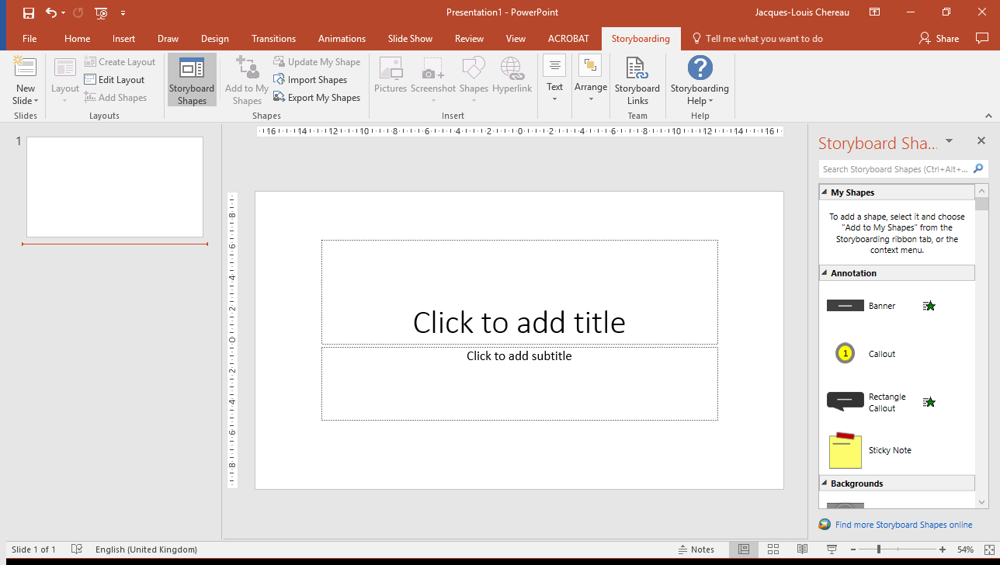 Presentation1 - PowerPoint
Jacques-Louis Chereau
File Home Insert Draw Design Transitions Animations Slide Show Review View ACROBAT Storyboarding Tell me what you want to do Share
New Slide
Slides
Layout
Create Layout
Edit Layout
Add Shapes
Layouts
Storyboard Shapes
Add to My Shapes
Update My Shape
Import Shapes
Export My Shapes
Shapes
Pictures
Screenshot
Shapes
Hyperlink
Insert
Text
Arrange
Storyboard Links
Team
Storyboarding Help
Help
1
16 14 12 10 8 6 4 2 0 2 4 6 8 10 12 14 16
8
6
4
2
0
2
4
6
8
Click to add title
Click to add subtitle
Storyboard Sha...
Search Storyboard Shapes (Ctrl+Alt+...
My Shapes
To add a shape, select it and choose
"Add to My Shapes" from the
Storyboarding ribbon tab, or the
context menu.
Annotation
Banner
1
Callout
Rectangle
Callout
Sticky Note
Backgrounds
Find more Storyboard Shapes online
Slide 1 of 1 English (United Kingdom) Notes 54%